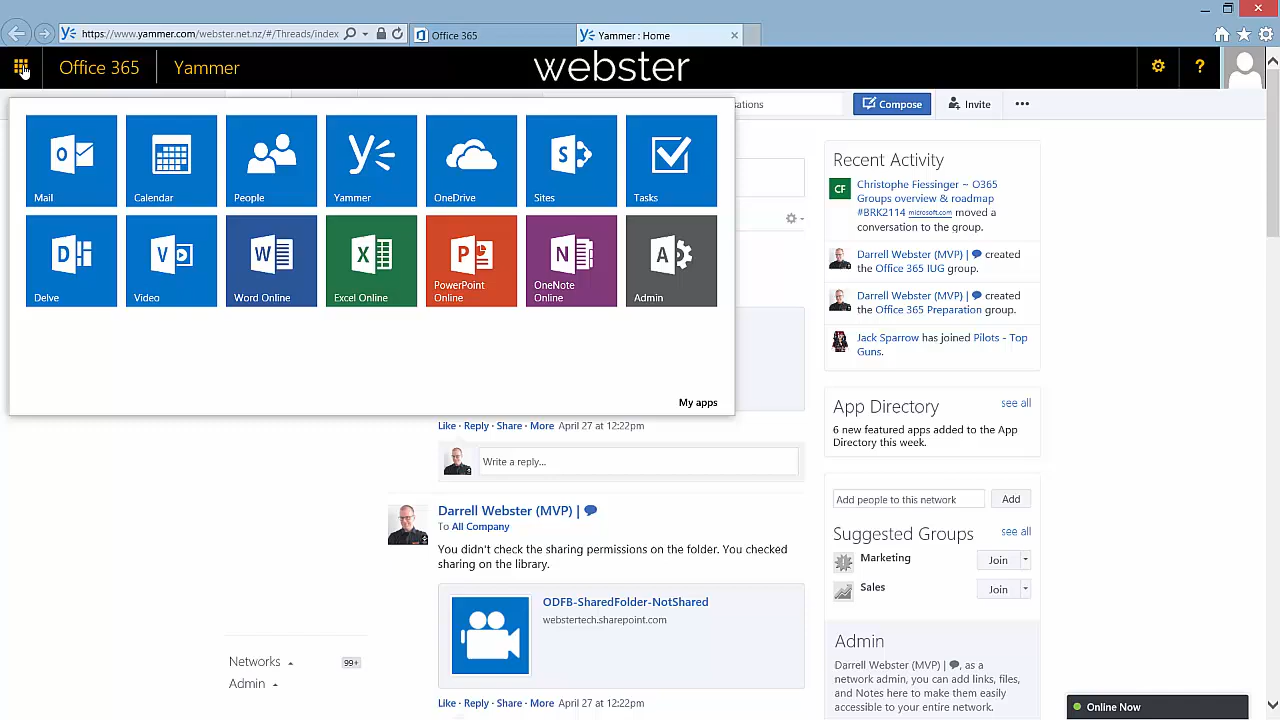 https://www.yammer.com/webster.net.nz/#/Threads/index
Office 365
Yammer : Home
Office 365
Yammer
webster
?
Compose
Invite
Mail
Calendar
People
Yammer
OneDrive
Sites
Tasks
Delve
Video
Word Online
Excel Online
PowerPoint
Online
OneNote
Online
Admin
My apps
Like · Reply · Share · More April 27 at 12:22pm
Write a reply...
Darrell Webster (MVP) |
To All Company
You didn't check the sharing permissions on the folder. You checked
sharing on the library.
ODFB-SharedFolder-NotShared
webstertech.sharepoint.com
Like · Reply · Share · More April 27 at 12:22pm
Networks
99+
Admin
Recent Activity
CF
Christophe Fiessinger ~ O365
Groups overview & roadmap
#BRK2114 microsoft.com moved a
conversation to the group.
Darrell Webster (MVP) | created
the Office 365 IUG group.
Darrell Webster (MVP) | created
the Office 365 Preparation group.
Jack Sparrow has joined Pilots - Top
Guns.
App Directory
see all
6 new featured apps added to the App
Directory this week.
Add people to this network
Add
Suggested Groups
see all
Marketing
Join
Sales
Join
Admin
Darrell Webster (MVP) | , as a
network admin, you can add links, files,
and Notes here to make them easily
accessible to your entire network.
Online Now